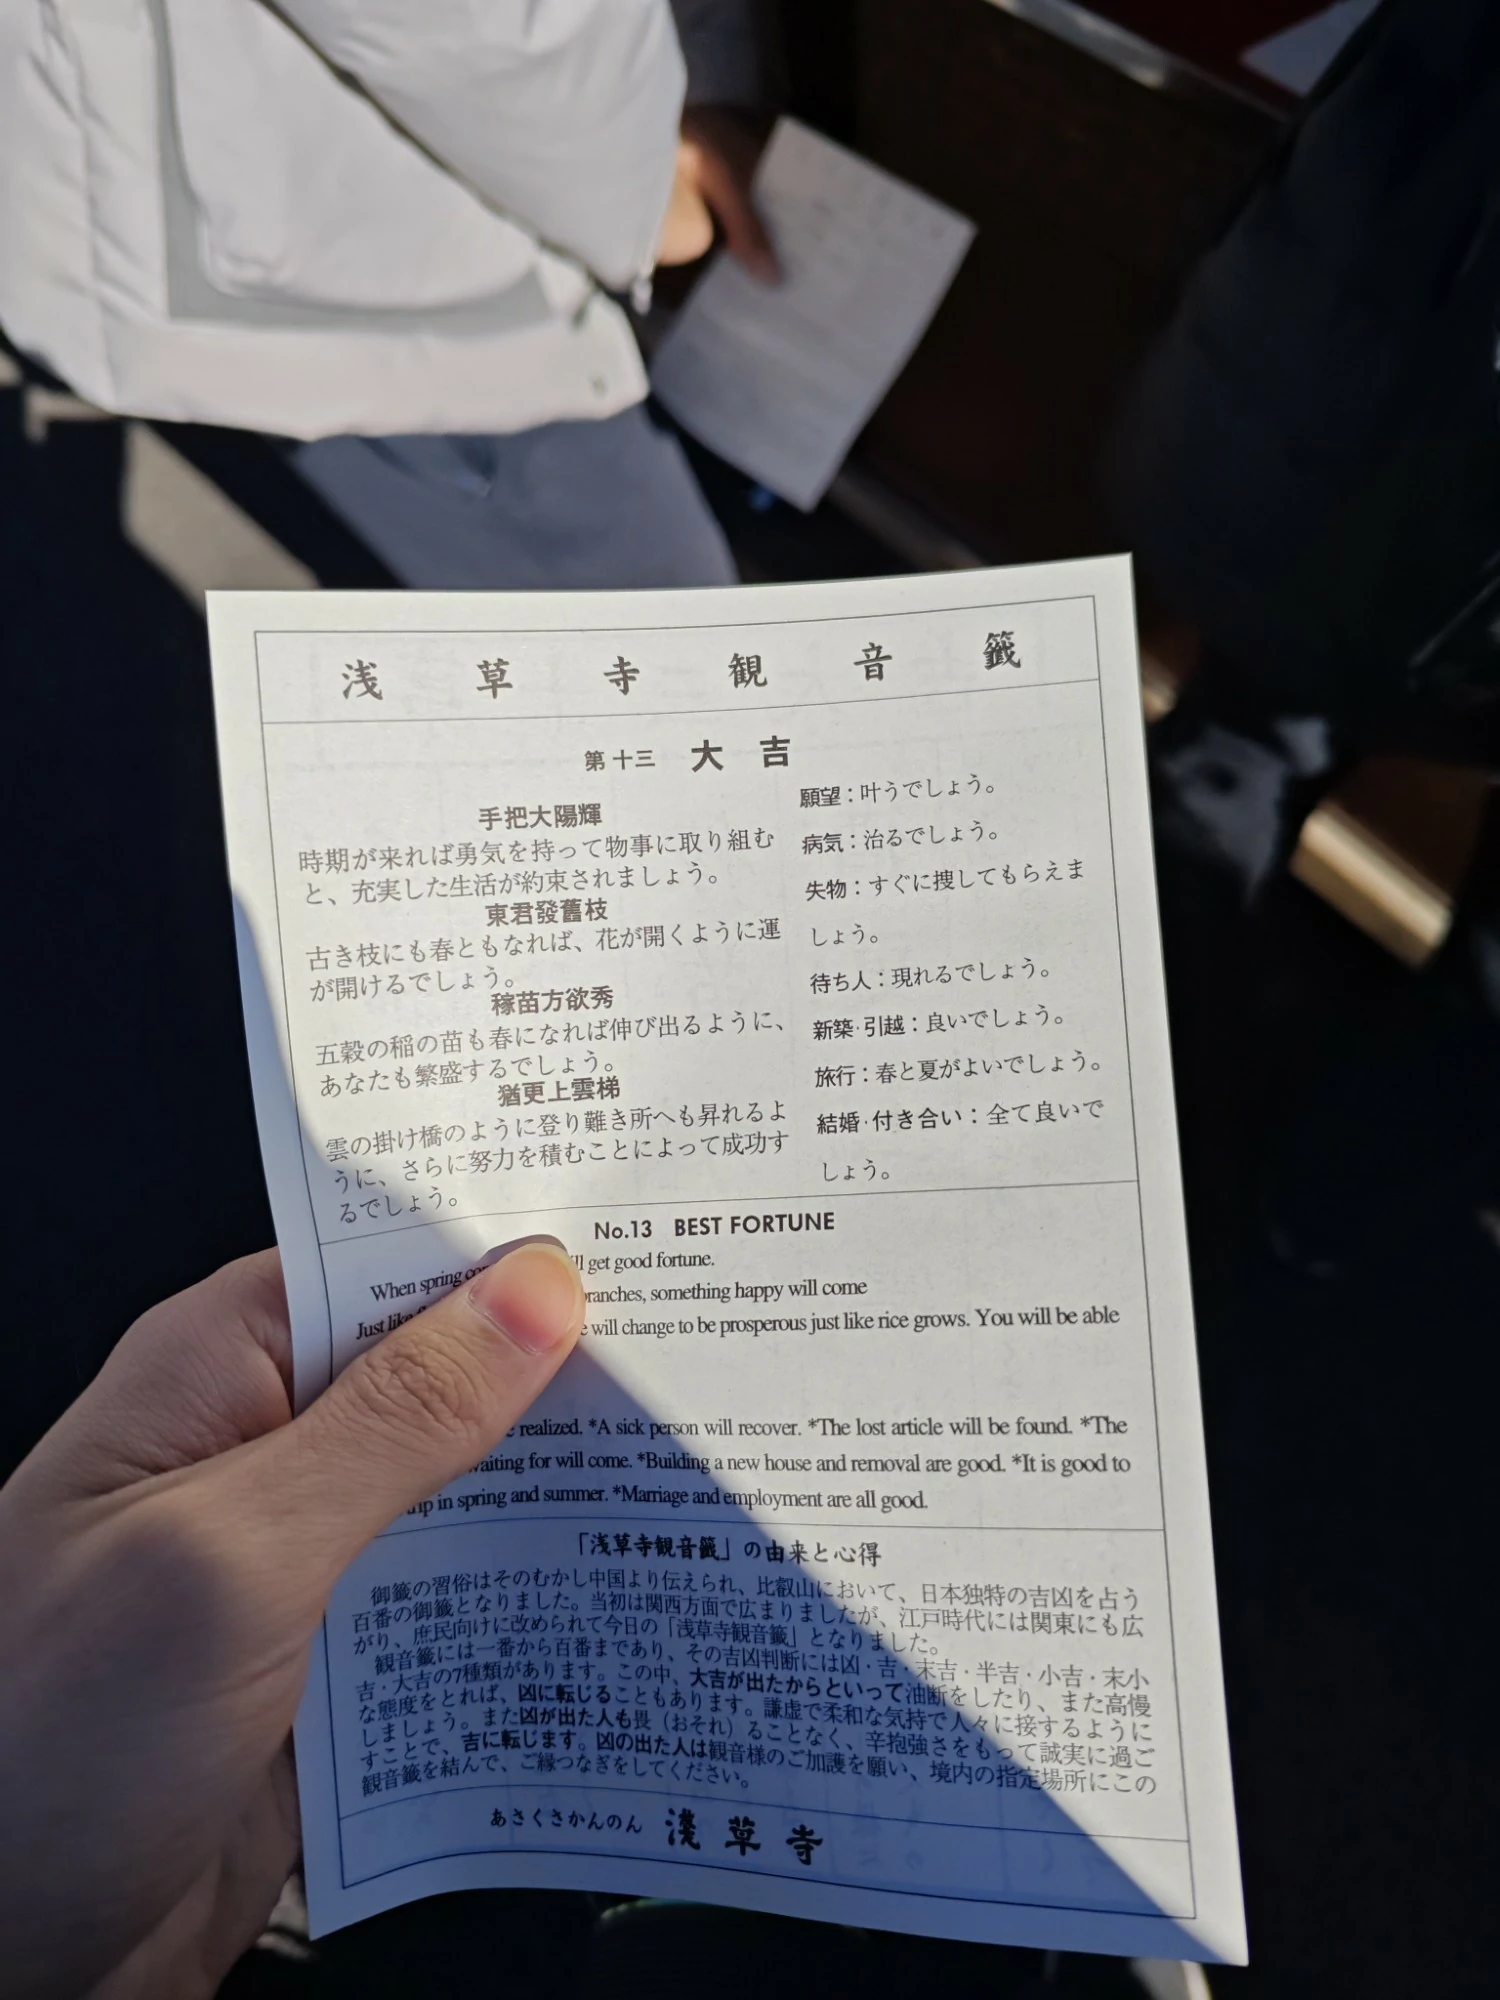 浅草寺観音籤
第十三 大吉
手把大陽輝
時期が来れば勇気を持って物事に取り組む
と、充実した生活が約束されましょう。
東君發舊枝
古き枝にも春ともなれば、花が開くように運
が開けるでしょう。
稼苗方欲秀
五穀の稲の苗も春になれば伸び出るように、
あなたも繁盛するでしょう。
猶更上雲梯
雲の掛け橋のように登り難き所へも昇れるよ
うに、さらに努力を積むことによって成功す
るでしょう。
願望：叶うでしょう。
病気：治るでしょう。
失物：すぐに捜してもらえま
しょう。
待ち人：現れるでしょう。
新築·引越：良いでしょう。
旅行：春と夏がよいでしょう。
結婚·付き合い：全て良いで
しょう。
No.13 BEST FORTUNE
When spring get good fortune.
Just like something happy will come
will change to be prosperous just like rice grows. You will be able
realized. *A sick person will recover. *The lost article will be found. *The
waiting for will come. *Building a new house and removal are good. *It is good to
trip in spring and summer. *Marriage and employment are all good.
「浅草寺観音籤」の由来と心得
御籤の習俗はそのむかし中国より伝えられ、比叡山において、日本独特の吉凶を占う
百番の御籤となりました。当初は関西方面で広まりましたが、江戸時代には関東にも広
がり、庶民向けに改められて今日の「浅草寺観音籤」となりました。
観音籤には一番から百番まであり、その吉凶判断には凶·吉·末吉·半吉·小吉·末小
吉·大吉の7種類があります。この中、大吉が出たからといって油断をしたり、また高慢
な態度をとれば、凶に転じることもあります。謙虚で柔和な気持で人々に接するように
しましょう。また凶が出た人も畏（おそれ）ることなく、辛抱強さをもって誠実に過ご
すことで、吉に転じます。凶の出た人は観音様のご加護を願い、境内の指定場所にこの
観音籤を結んで、ご縁つなぎをしてください。
あさくさかんのん 淺草寺